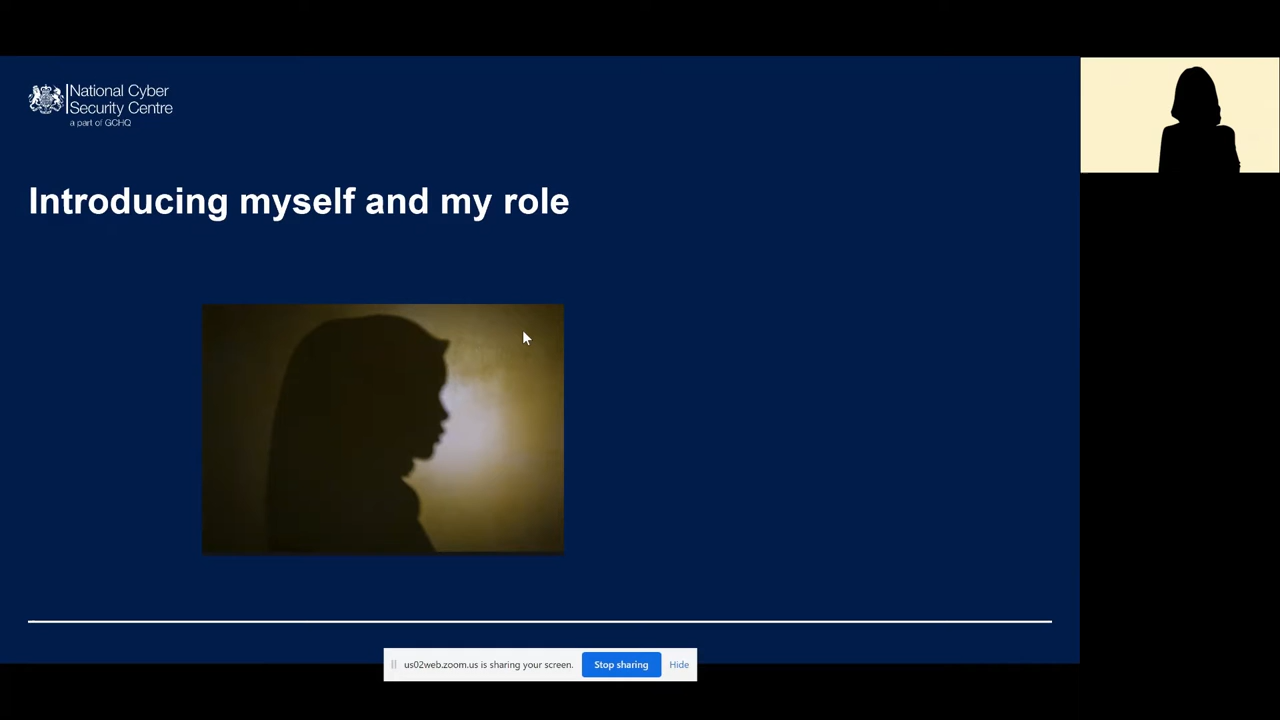 National Cyber
Security Centre
a part of GCHQ
Introducing myself and my role
us02web.zoom.us is sharing your screen. Stop sharing Hide